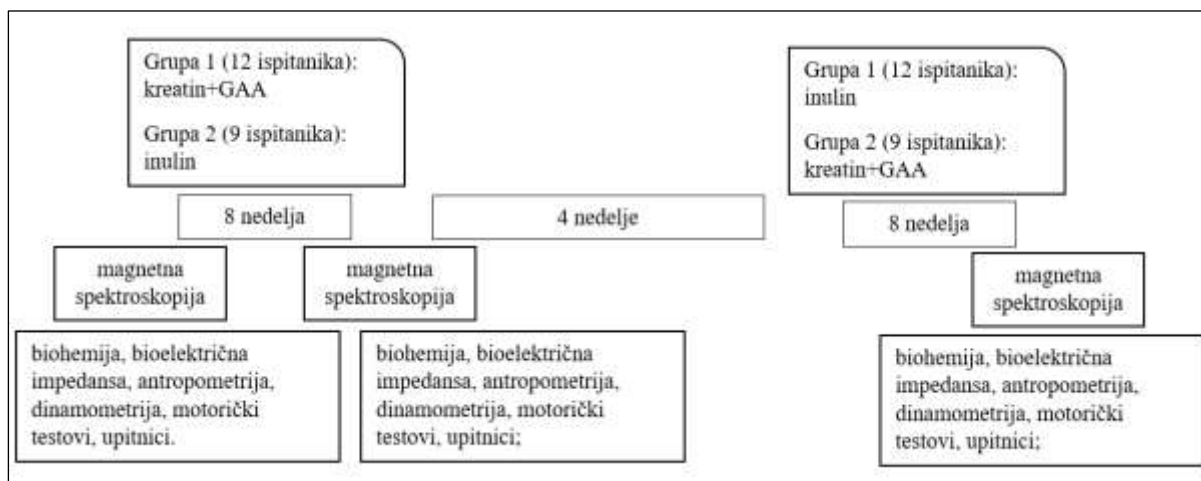 Grupa 1 (12 ispitanika):
kreatin+GAA
Grupa 2 (9 ispitanika):
inulin
Grupa 1 (12 ispitanika):
inulin
Grupa 2 (9 ispitanika):
kreatin+GAA
8 nedelja
4 nedelje
8 nedelja
magnetna
spektroskopija
magnetna
spektroskopija
magnetna
spektroskopija
biohemija, bioelektrična
impedansa, antropometrija,
dinamometrija, motorički
testovi, upitnici.
biohemija, bioelektrična
impedansa, antropometrija,
dinamometrija, motorički
testovi, upitnici;
biohemija, bioelektrična
impedansa, antropometrija,
dinamometrija, motorički
testovi, upitnici;